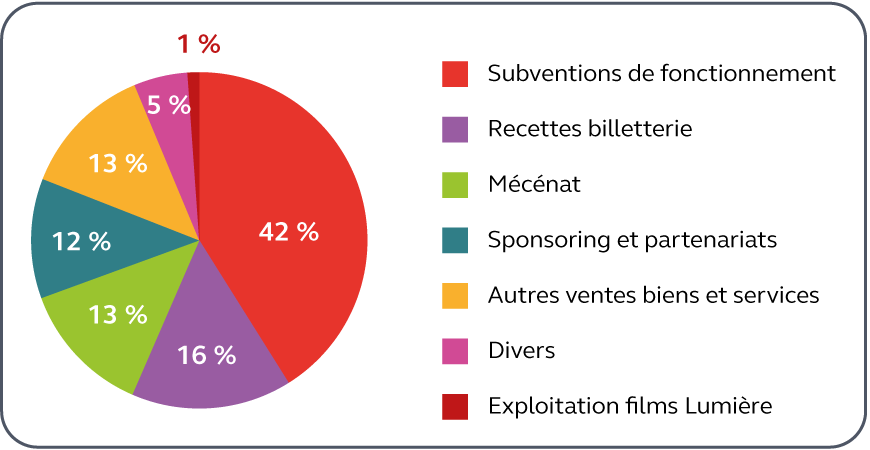 1 %
5 %
13 %
12 %
13 %
16 %
42 %
Subventions de fonctionnement
Recettes billetterie
Mécénat
Sponsoring et partenariats
Autres ventes biens et services
Divers
Exploitation films Lumière